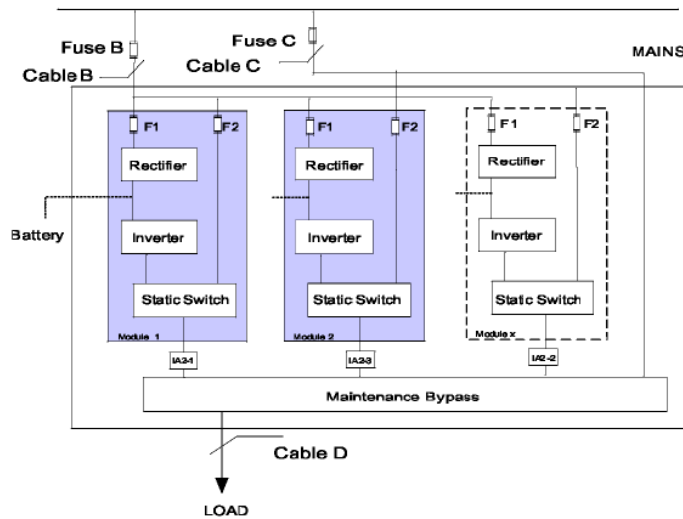 Fuse B
Fuse C
Cable B
Cable C
MAINS
F1
F2
F1
F2
F1
F2
Rectifier
Rectifier
Rectifier
Battery
Inverter
Inverter
Inverter
Static Switch
Static Switch
Static Switch
Module 1
Module 2
Module x
IA2-1
IA2-3
IA2-2
Maintenance Bypass
Cable D
LOAD